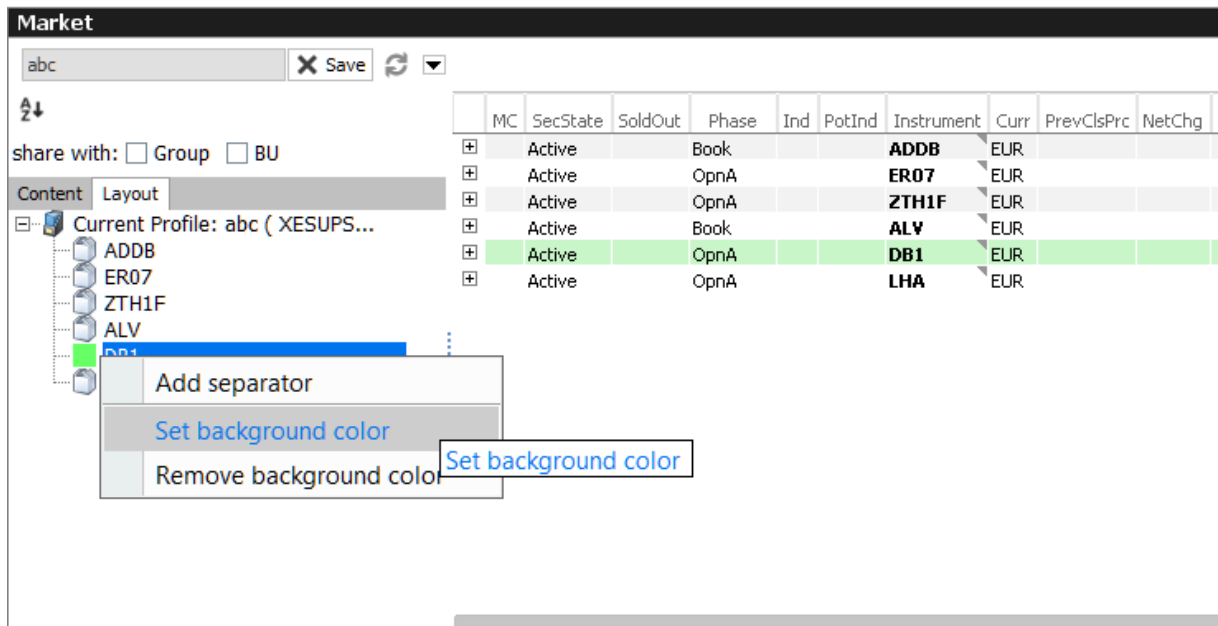 Market
abc
Save
A
Z
share with: Group BU
Content Layout
Current Profile: abc ( XESUPS...
ADDB
ER07
ZTH1F
ALV
DB1
Add separator
Set background color
Remove background color
Set background color
MC SecState SoldOut Phase Ind PotInd Instrument Curr PrevClsPrc NetChg
Active Book ADDB EUR
Active OpnA ER07 EUR
Active OpnA ZTH1F EUR
Active Book ALV EUR
Active OpnA DB1 EUR
Active OpnA LHA EUR